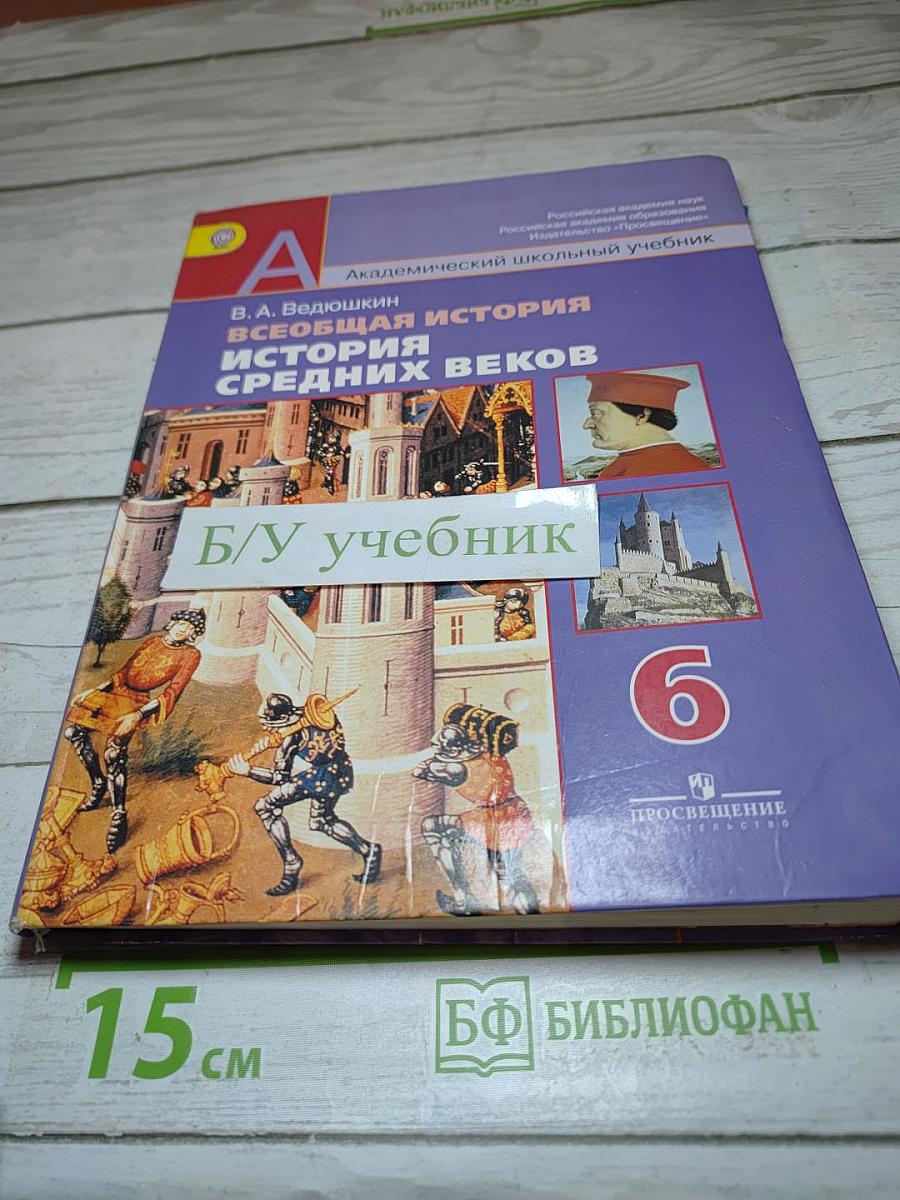 БИБЛИОФАН
Российская академия наук
Российская академия образования
Издательство «Просвещение»
А
Академический школьный учебник
В. А. Ведюшкин
ВСЕОБЩАЯ ИСТОРИЯ
ИСТОРИЯ
СРЕДНИХ ВЕКОВ
Б/У учебник
6
ПРОСВЕЩЕНИЕ
ИЗДАТЕЛЬСТВО
15 см
БФ БИБЛИОФАН